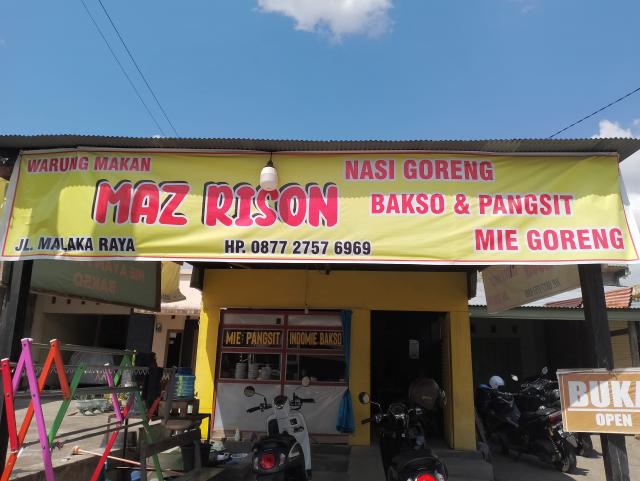 WARUNG MAKAN
MAZ RISON
JL. MALAKA RAYA
HP. 0877 2757 6969
NASI GORENG
BAKSO & PANGSIT
MIE GORENG
BAKSO
MIE PANGSIT
INDOMIE BAKSO
BUKA
OPEN